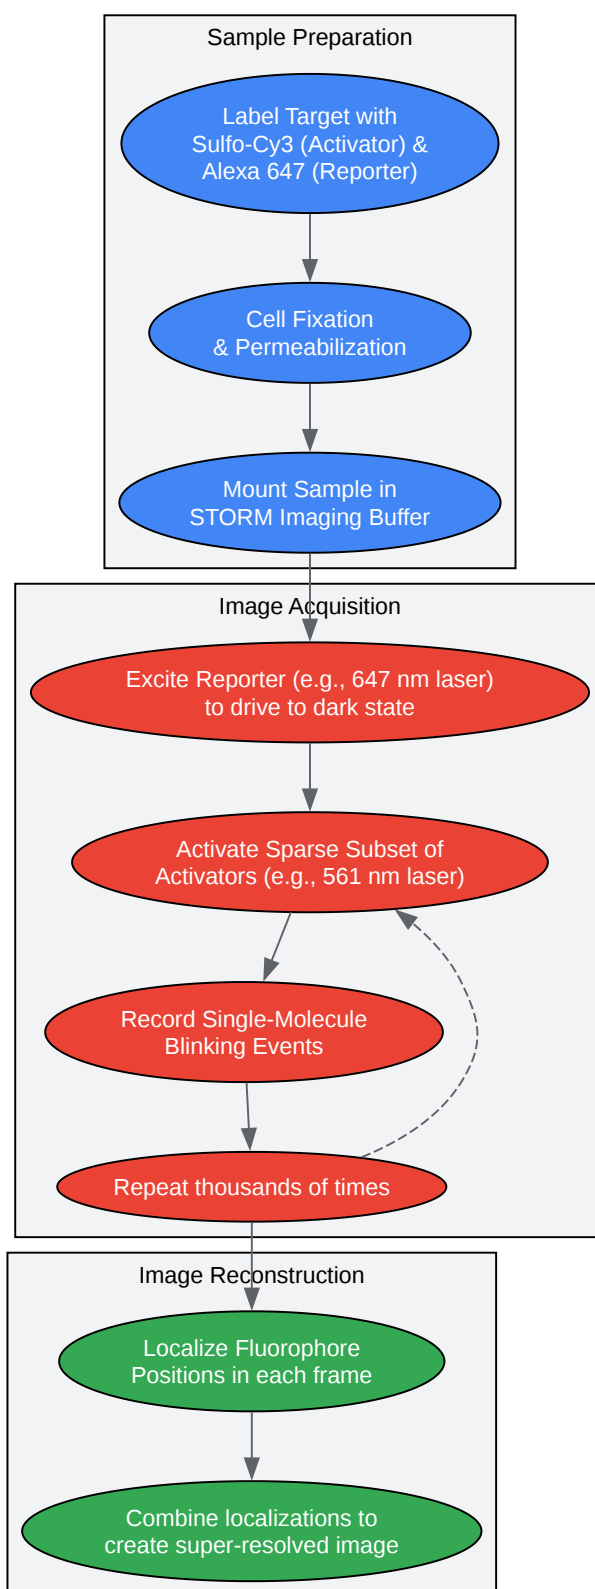 Sample Preparation
Label Target with
Sulfo-Cy3 (Activator) &
Alexa 647 (Reporter)
Cell Fixation
& Permeabilization
Mount Sample in
STORM Imaging Buffer
Image Acquisition
Excite Reporter (e.g., 647 nm laser)
to drive to dark state
Activate Sparse Subset of
Activators (e.g., 561 nm laser)
Record Single-Molecule
Blinking Events
Repeat thousands of times
Image Reconstruction
Localize Fluorophore
Positions in each frame
Combine localizations to
create super-resolved image